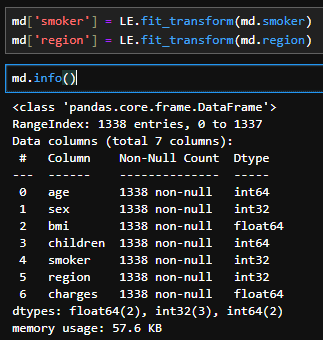 md['smoker'] = LE.fit_transform(md.smoker)
md['region'] = LE.fit_transform(md.region)
md.info()
<class 'pandas.core.frame.DataFrame'>
RangeIndex: 1338 entries, 0 to 1337
Data columns (total 7 columns):
 #   Column    Non-Null Count  Dtype
---  ------    --------------  -----
 0   age       1338 non-null   int64
 1   sex       1338 non-null   int32
 2   bmi       1338 non-null   float64
 3   children  1338 non-null   int64
 4   smoker    1338 non-null   int32
 5   region    1338 non-null   int32
 6   charges   1338 non-null   float64
dtypes: float64(2), int32(3), int64(2)
memory usage: 57.6 KB